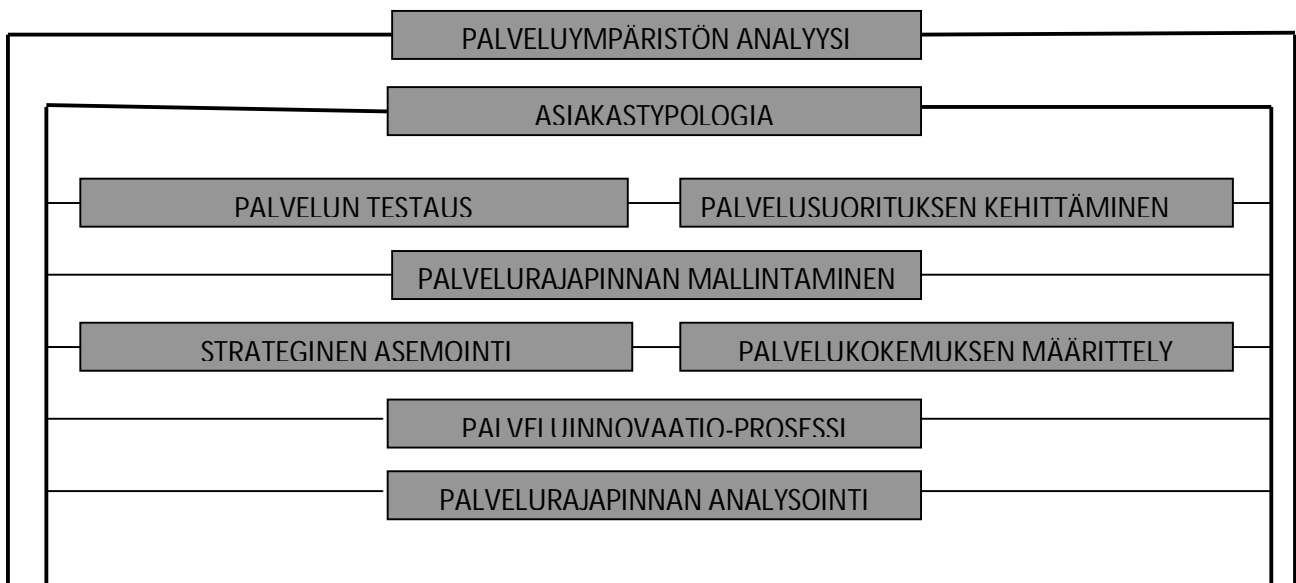 PALVELUYMPÄRISTÖN ANALYYSI
ASIAKASTYPOLOGIA
PALVELUN TESTAUS
PALVELUSUORITUKSEN KEHITTÄMINEN
PALVELURAJAPINNAN MALLINTAMINEN
STRATEGINEN ASEMOINTI
PALVELUKOKEMUKSEN MÄÄRITTELY
PALVELUINNOVAATIO-PROSESSI
PALVELURAJAPINNAN ANALYSOINTI